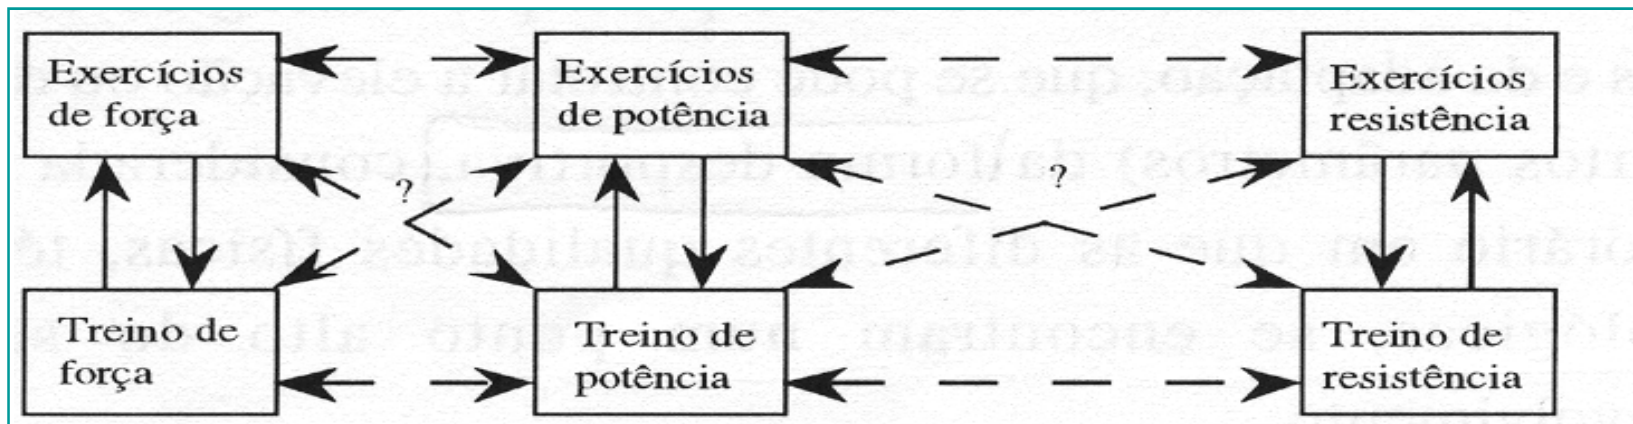 Exercícios
de força
Exercícios
de potência
Exercícios
resistência
?
?
Treino de
força
Treino de
potência
Treino de
resistência